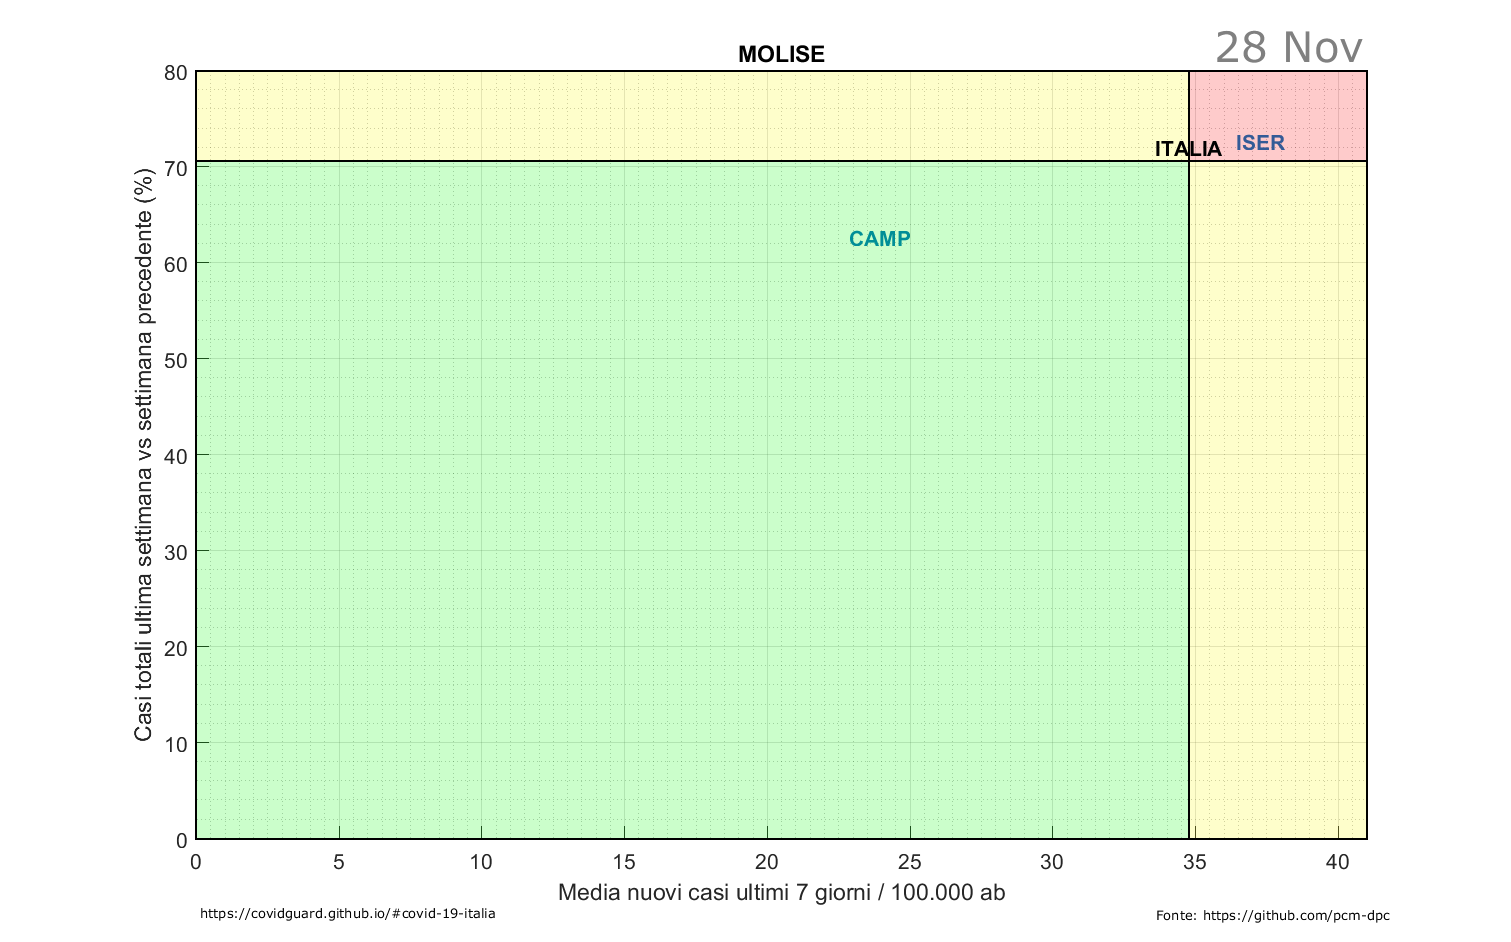 MOLISE
28 Nov
80
70
60
50
40
30
20
10
0
Casi totali ultima settimana vs settimana precedente (%)
ITALIA
ISER
CAMP
0 5 10 15 20 25 30 35 40
Media nuovi casi ultimi 7 giorni / 100.000 ab
https://covidguard.github.io/#covid-19-italia
Fonte: https://github.com/pcm-dpc